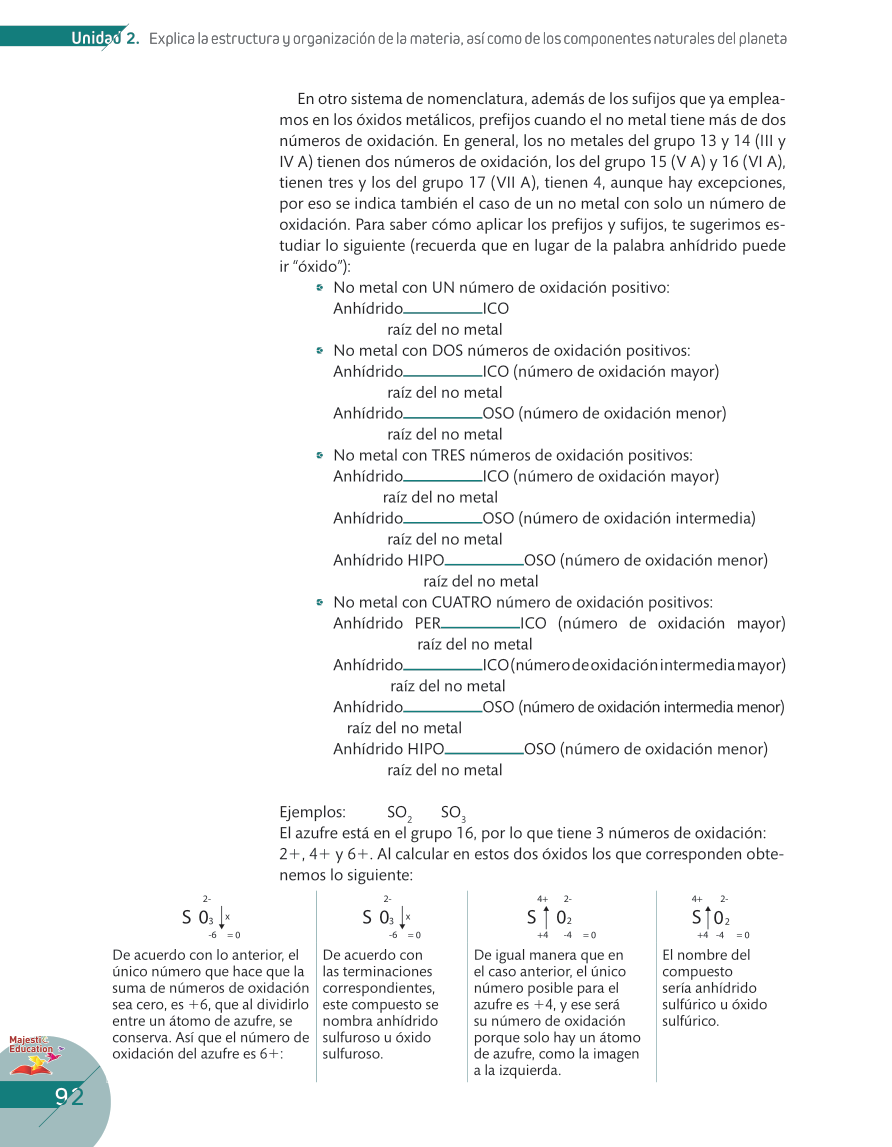 Unidad 2. Explica la estructura y organización de la materia, así como de los componentes naturales del planeta
En otro sistema de nomenclatura, además de los sufijos que ya emplea-
mos en los óxidos metálicos, prefijos cuando el no metal tiene más de dos
números de oxidación. En general, los no metales del grupo 13 y 14 (III y
IV A) tienen dos números de oxidación, los del grupo 15 (V A) y 16 (VI A),
tienen tres y los del grupo 17 (VII A), tienen 4, aunque hay excepciones,
por eso se indica también el caso de un no metal con solo un número de
oxidación. Para saber cómo aplicar los prefijos y sufijos, te sugerimos es-
tudiar lo siguiente (recuerda que en lugar de la palabra anhídrido puede
ir “óxido”):
No metal con UN número de oxidación positivo:
Anhídrido__________ICO
raíz del no metal
No metal con DOS números de oxidación positivos:
Anhídrido__________ICO (número de oxidación mayor)
raíz del no metal
Anhídrido__________OSO (número de oxidación menor)
raíz del no metal
No metal con TRES números de oxidación positivos:
Anhídrido__________ICO (número de oxidación mayor)
raíz del no metal
Anhídrido__________OSO (número de oxidación intermedia)
raíz del no metal
Anhídrido HIPO__________OSO (número de oxidación menor)
raíz del no metal
No metal con CUATRO número de oxidación positivos:
Anhídrido PER__________ICO (número de oxidación mayor)
raíz del no metal
Anhídrido__________ICO (número de oxidación intermedia mayor)
raíz del no metal
Anhídrido__________OSO (número de oxidación intermedia menor)
raíz del no metal
Anhídrido HIPO__________OSO (número de oxidación menor)
raíz del no metal
Ejemplos: SO2 SO3
El azufre está en el grupo 16, por lo que tiene 3 números de oxidación:
2+, 4+ y 6+. Al calcular en estos dos óxidos los que corresponden obte-
nemos lo siguiente:
2-
S 03 x
-6 = 0
De acuerdo con lo anterior, el
único número que hace que la
suma de números de oxidación
sea cero, es +6, que al dividirlo
entre un átomo de azufre, se
conserva. Así que el número de
oxidación del azufre es 6+:
2-
S 03 x
-6 = 0
De acuerdo con
las terminaciones
correspondientes,
este compuesto se
nombra anhídrido
sulfuroso u óxido
sulfuroso.
4+ 2-
S 02
+4 -4 = 0
De igual manera que en
el caso anterior, el único
número posible para el
azufre es +4, y ese será
su número de oxidación
porque solo hay un átomo
de azufre, como la imagen
a la izquierda.
4+ 2-
S 02
+4 -4 = 0
El nombre del
compuesto
sería anhídrido
sulfúrico u óxido
sulfúrico.
Majestic
Education
92